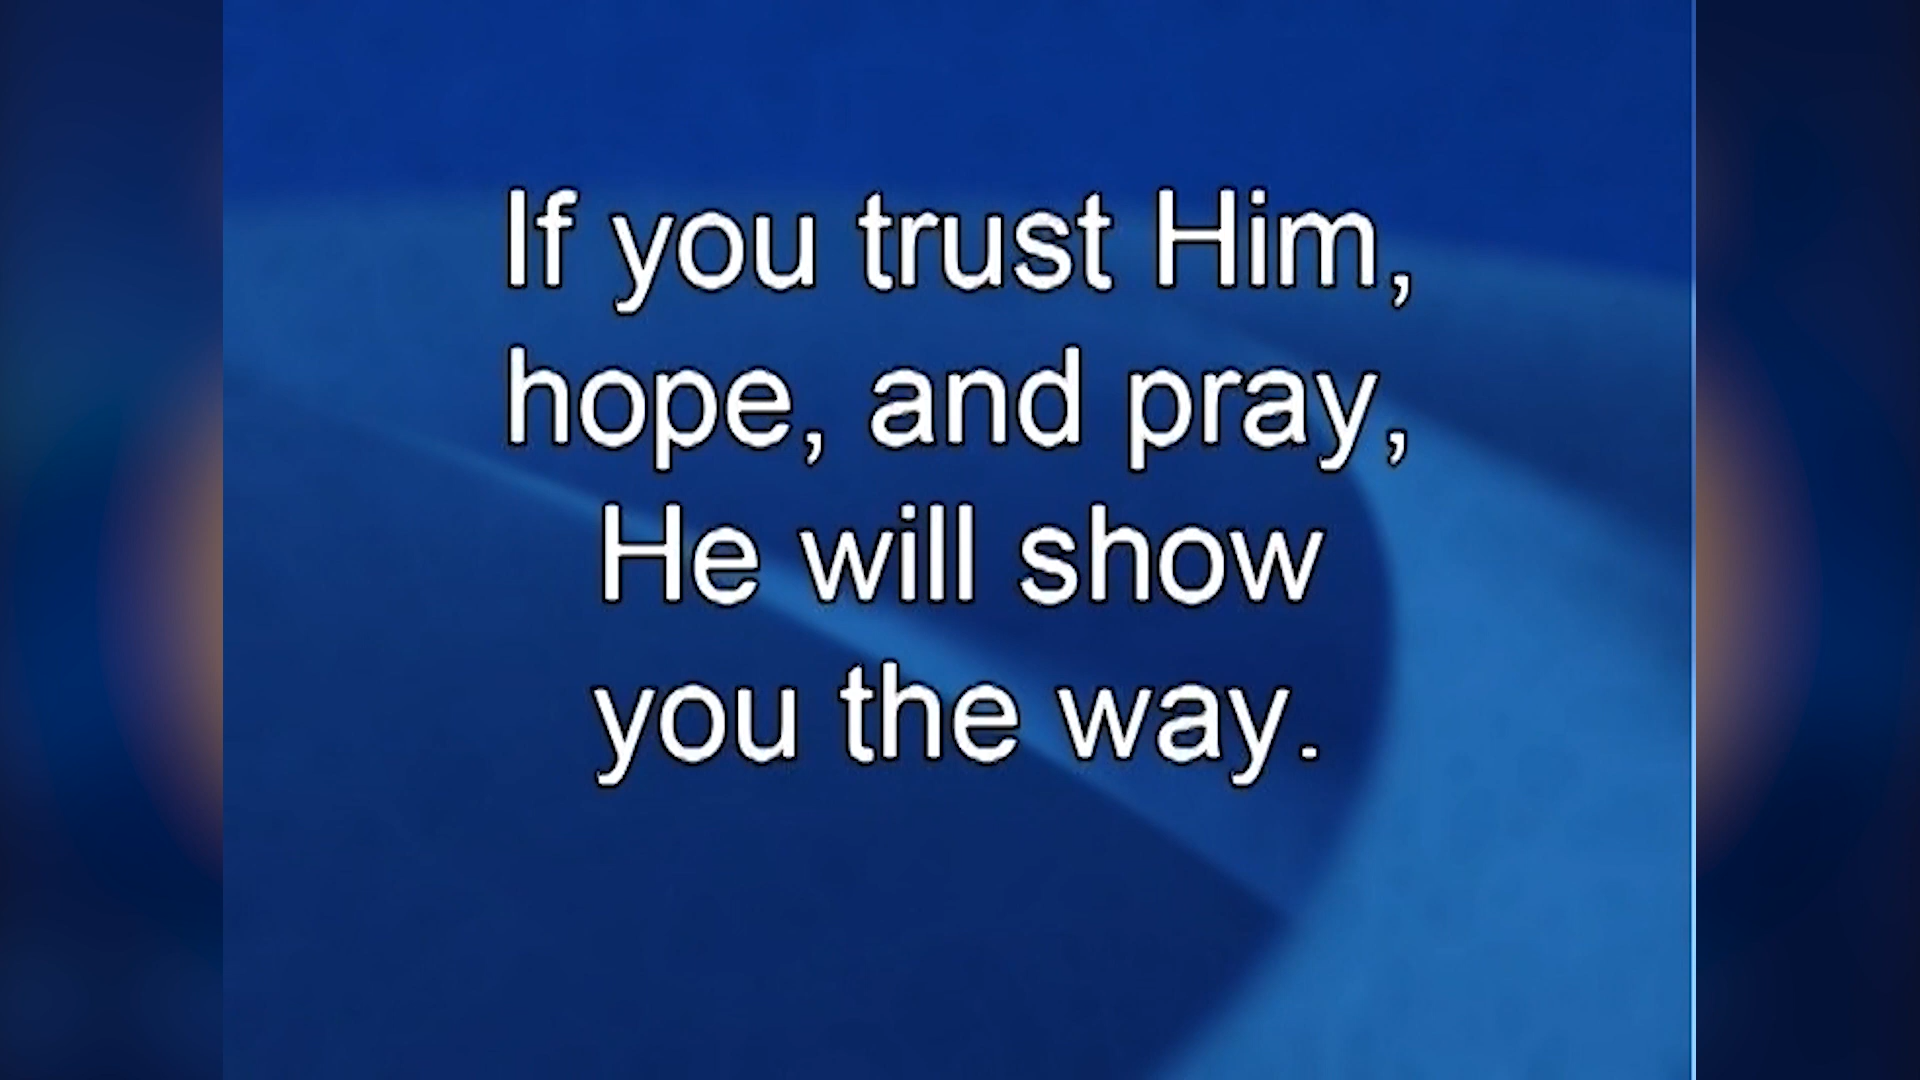 If you trust Him,
hope, and pray,
He will show
you the way.